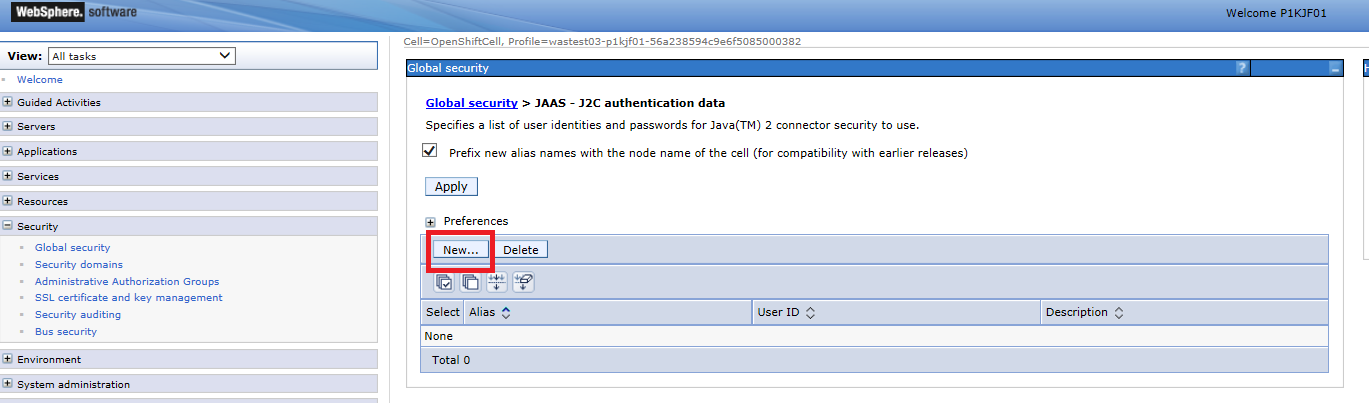 WebSphere. software
Welcome P1KJF01
View: All tasks
Welcome
Guided Activities
Servers
Applications
Services
Resources
Security
Global security
Security domains
Administrative Authorization Groups
SSL certificate and key management
Security auditing
Bus security
Environment
System administration
Cell=OpenShiftCell, Profile=wastest03-p1kjf01-56a238594c9e6f5085000382
Global security ?
Global security > JAAS - J2C authentication data
Specifies a list of user identities and passwords for Java(TM) 2 connector security to use.
Prefix new alias names with the node name of the cell (for compatibility with earlier releases)
Apply
Preferences
New... Delete
Select Alias User ID Description
None
Total 0